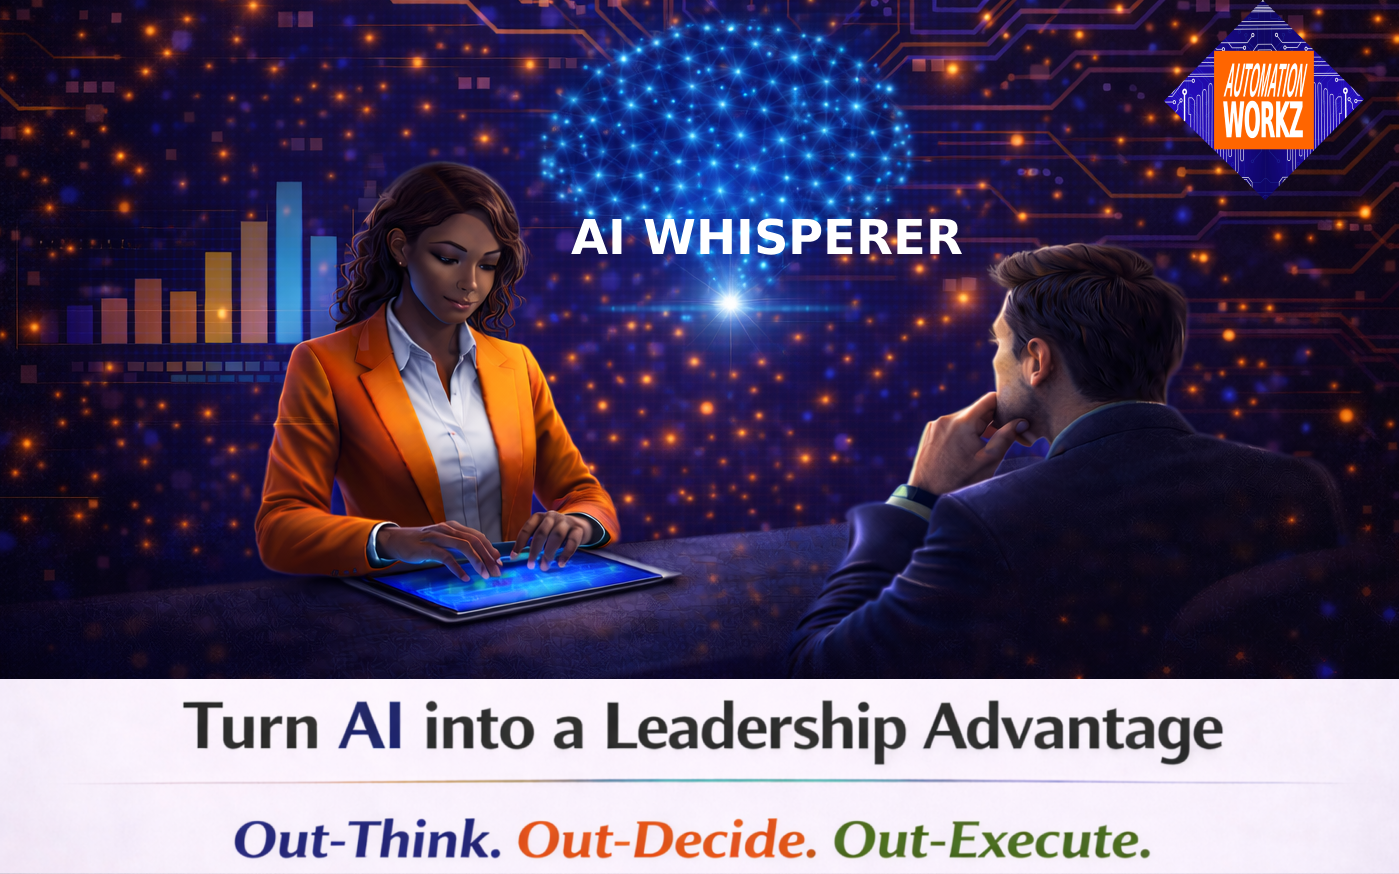 AUTOMATION
WORKZ
AI WHISPERER
Turn AI into a Leadership Advantage
Out-Think. Out-Decide. Out-Execute.